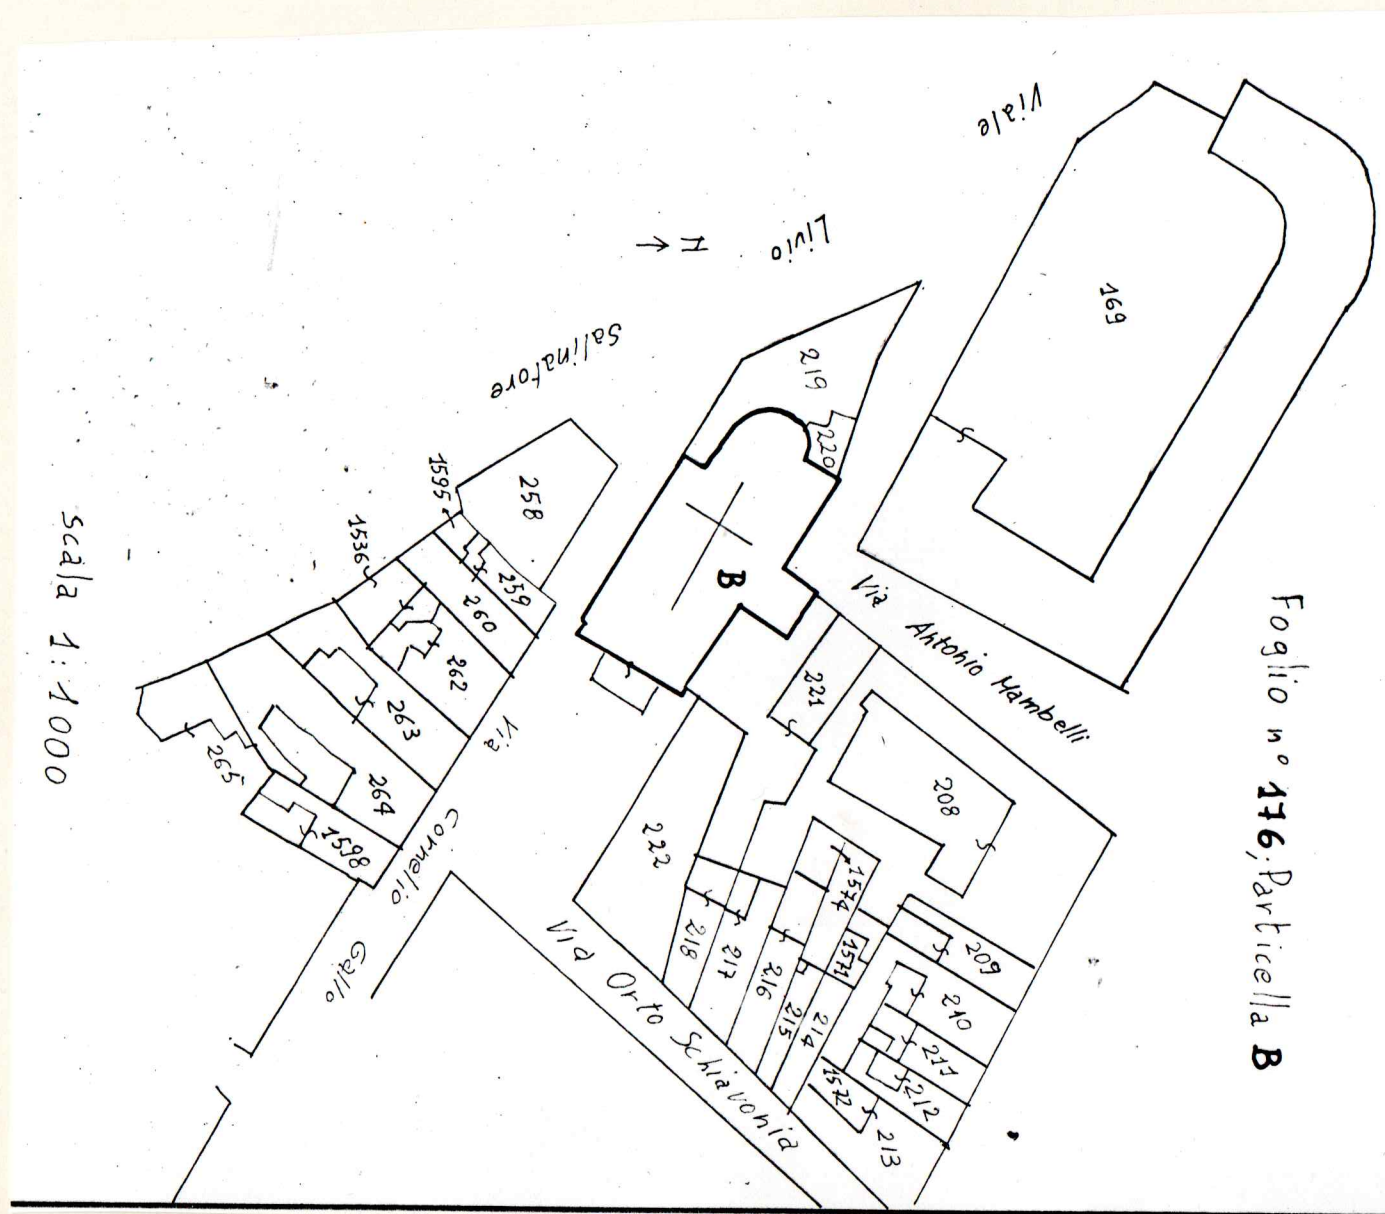 Foglio n° 176; Particella B
Viale
Livio
Salinatore
N
169
219
220
B
258
1595
1536
259
260
262
263
264
265
1598
Via Antonio Mambelli
221
208
222
Via
Cornelio
Gallo
1574
1571
209
210
211
212
213
1572
214
215
216
217
218
Via Orto Schiavonia
scala 1:1000